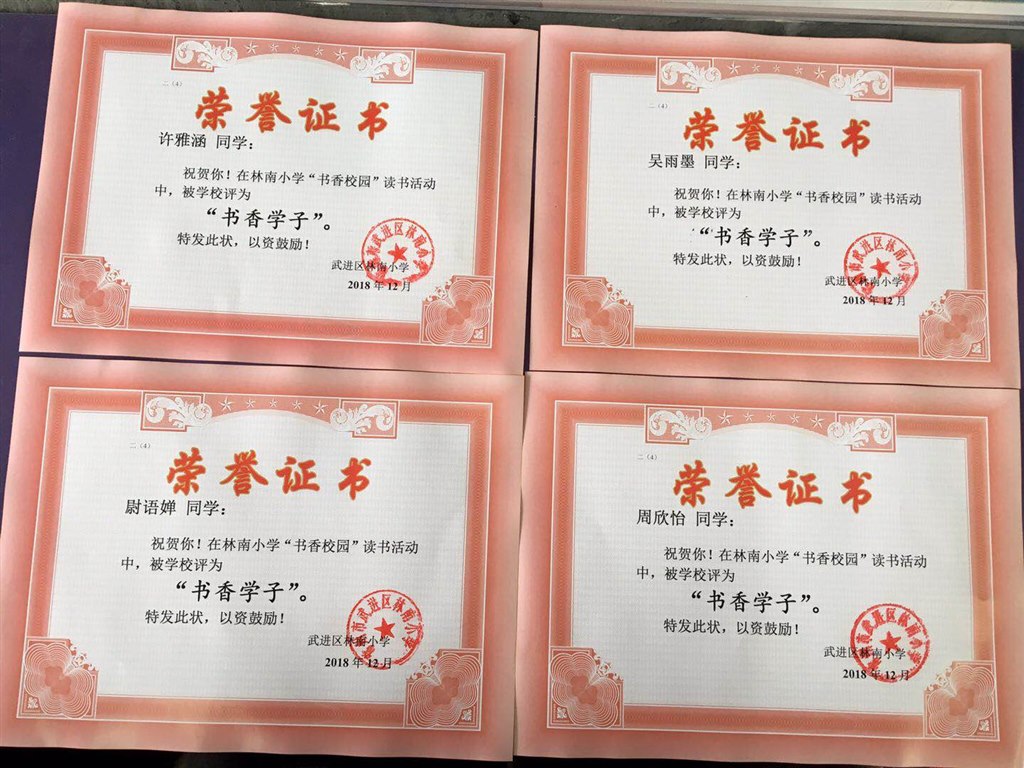 二（4）
荣誉证书
许雅涵 同学：
祝贺你！在林南小学“书香校园”读书活动
中，被学校评为
“书香学子”。
特发此状，以资鼓励！
武进区林南小学
2018 年 12 月
二（4）
荣誉证书
吴雨墨 同学：
祝贺你！在林南小学“书香校园”读书活动
中，被学校评为
“书香学子”。
特发此状，以资鼓励！
武进区林南小学
2018 年 12 月
二（4）
荣誉证书
尉语婵 同学：
祝贺你！在林南小学“书香校园”读书活动
中，被学校评为
“书香学子”。
特发此状，以资鼓励！
武进区林南小学
2018 年 12 月
二（4）
荣誉证书
周欣怡 同学：
祝贺你！在林南小学“书香校园”读书活动
中，被学校评为
“书香学子”。
特发此状，以资鼓励！
武进区林南小学
2018 年 12 月